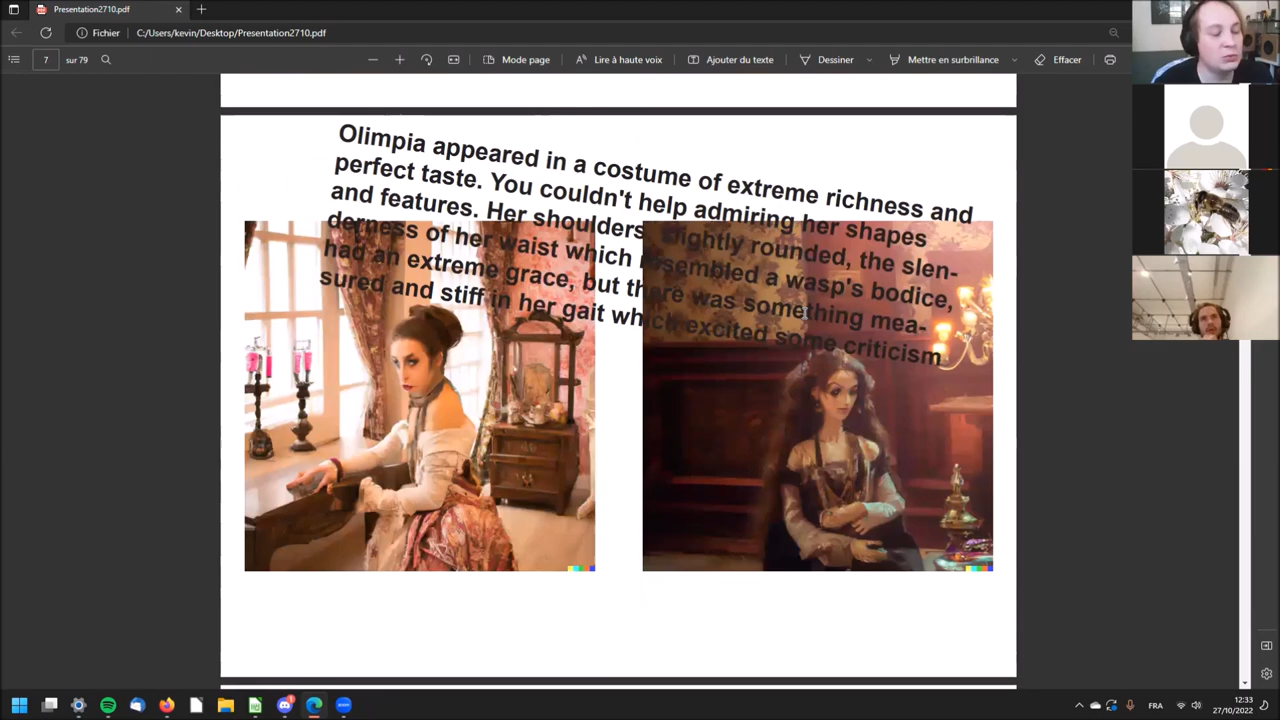 Presentation2710.pdf
Fichier
C:/Users/kevin/Desktop/Presentation2710.pdf
7
sur 79
Mode page
Lire à haute voix
Ajouter du texte
Dessiner
Mettre en surbrillance
Effacer
Olimpia appeared in a costume of extreme richness and
perfect taste. You couldn't help admiring her shapes
and features. Her shoulders slightly rounded, the slen-
derness of her waist which resembled a wasp's bodice,
had an extreme grace, but there was something mea-
sured and stiff in her gait which excited some criticism
FRA
12:33
27/10/2022